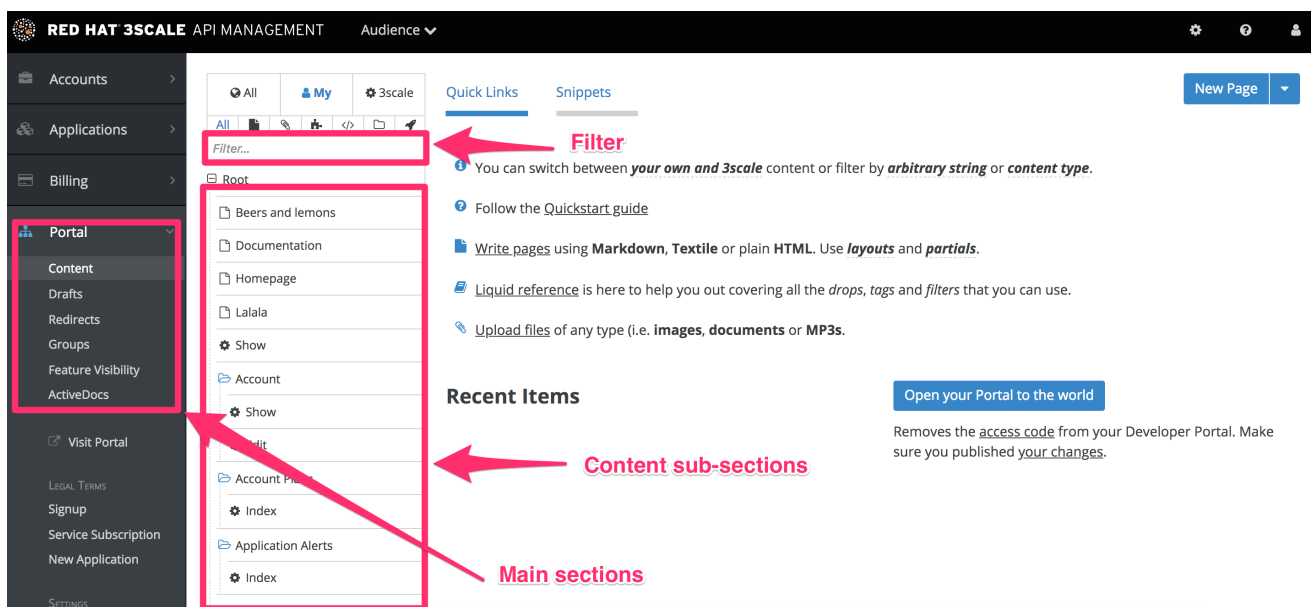 RED HAT 3SCALE API MANAGEMENT Audience
Accounts
Applications
Billing
Portal
Content
Drafts
Redirects
Groups
Feature Visibility
ActiveDocs
Visit Portal
Legal Terms
Signup
Service Subscription
New Application
Settings
All My 3scale
All
Filter...
Root
Beers and lemons
Documentation
Homepage
Lalala
Show
Account
Show
Account
Index
Application Alerts
Index
Quick Links Snippets
New Page
Filter
You can switch between your own and 3scale content or filter by arbitrary string or content type.
Follow the Quickstart guide
Write pages using Markdown, Textile or plain HTML. Use layouts and partials.
Liquid reference is here to help you out covering all the drops, tags and filters that you can use.
Upload files of any type (i.e. images, documents or MP3s.
Recent Items
Open your Portal to the world
Removes the access code from your Developer Portal. Make
sure you published your changes.
Content sub-sections
Main sections